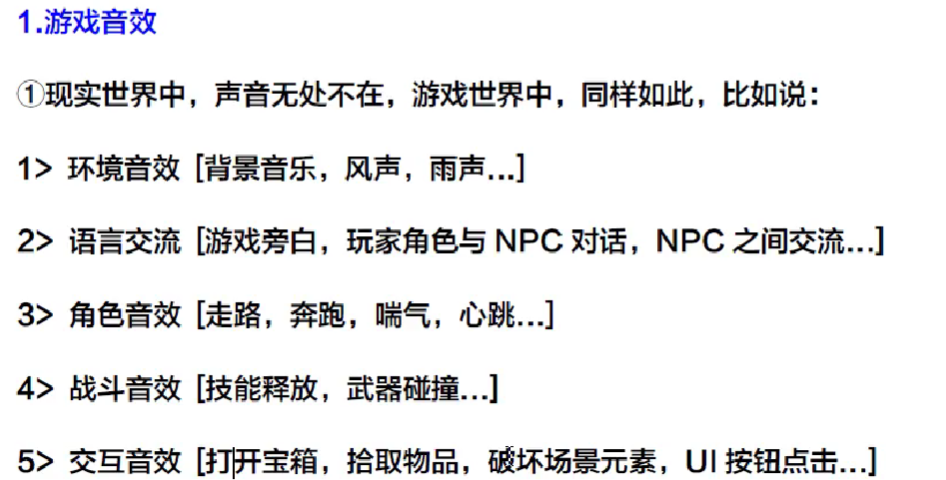 1.游戏音效
①现实世界中，声音无处不在，游戏世界中，同样如此，比如说：
1> 环境音效 [背景音乐，风声，雨声...]
2> 语言交流 [游戏旁白，玩家角色与 NPC 对话，NPC 之间交流...]
3> 角色音效 [走路，奔跑，喘气，心跳...]
4> 战斗音效 [技能释放，武器碰撞...]
5> 交互音效 [打开宝箱，拾取物品，破坏场景元素，UI 按钮点击...]